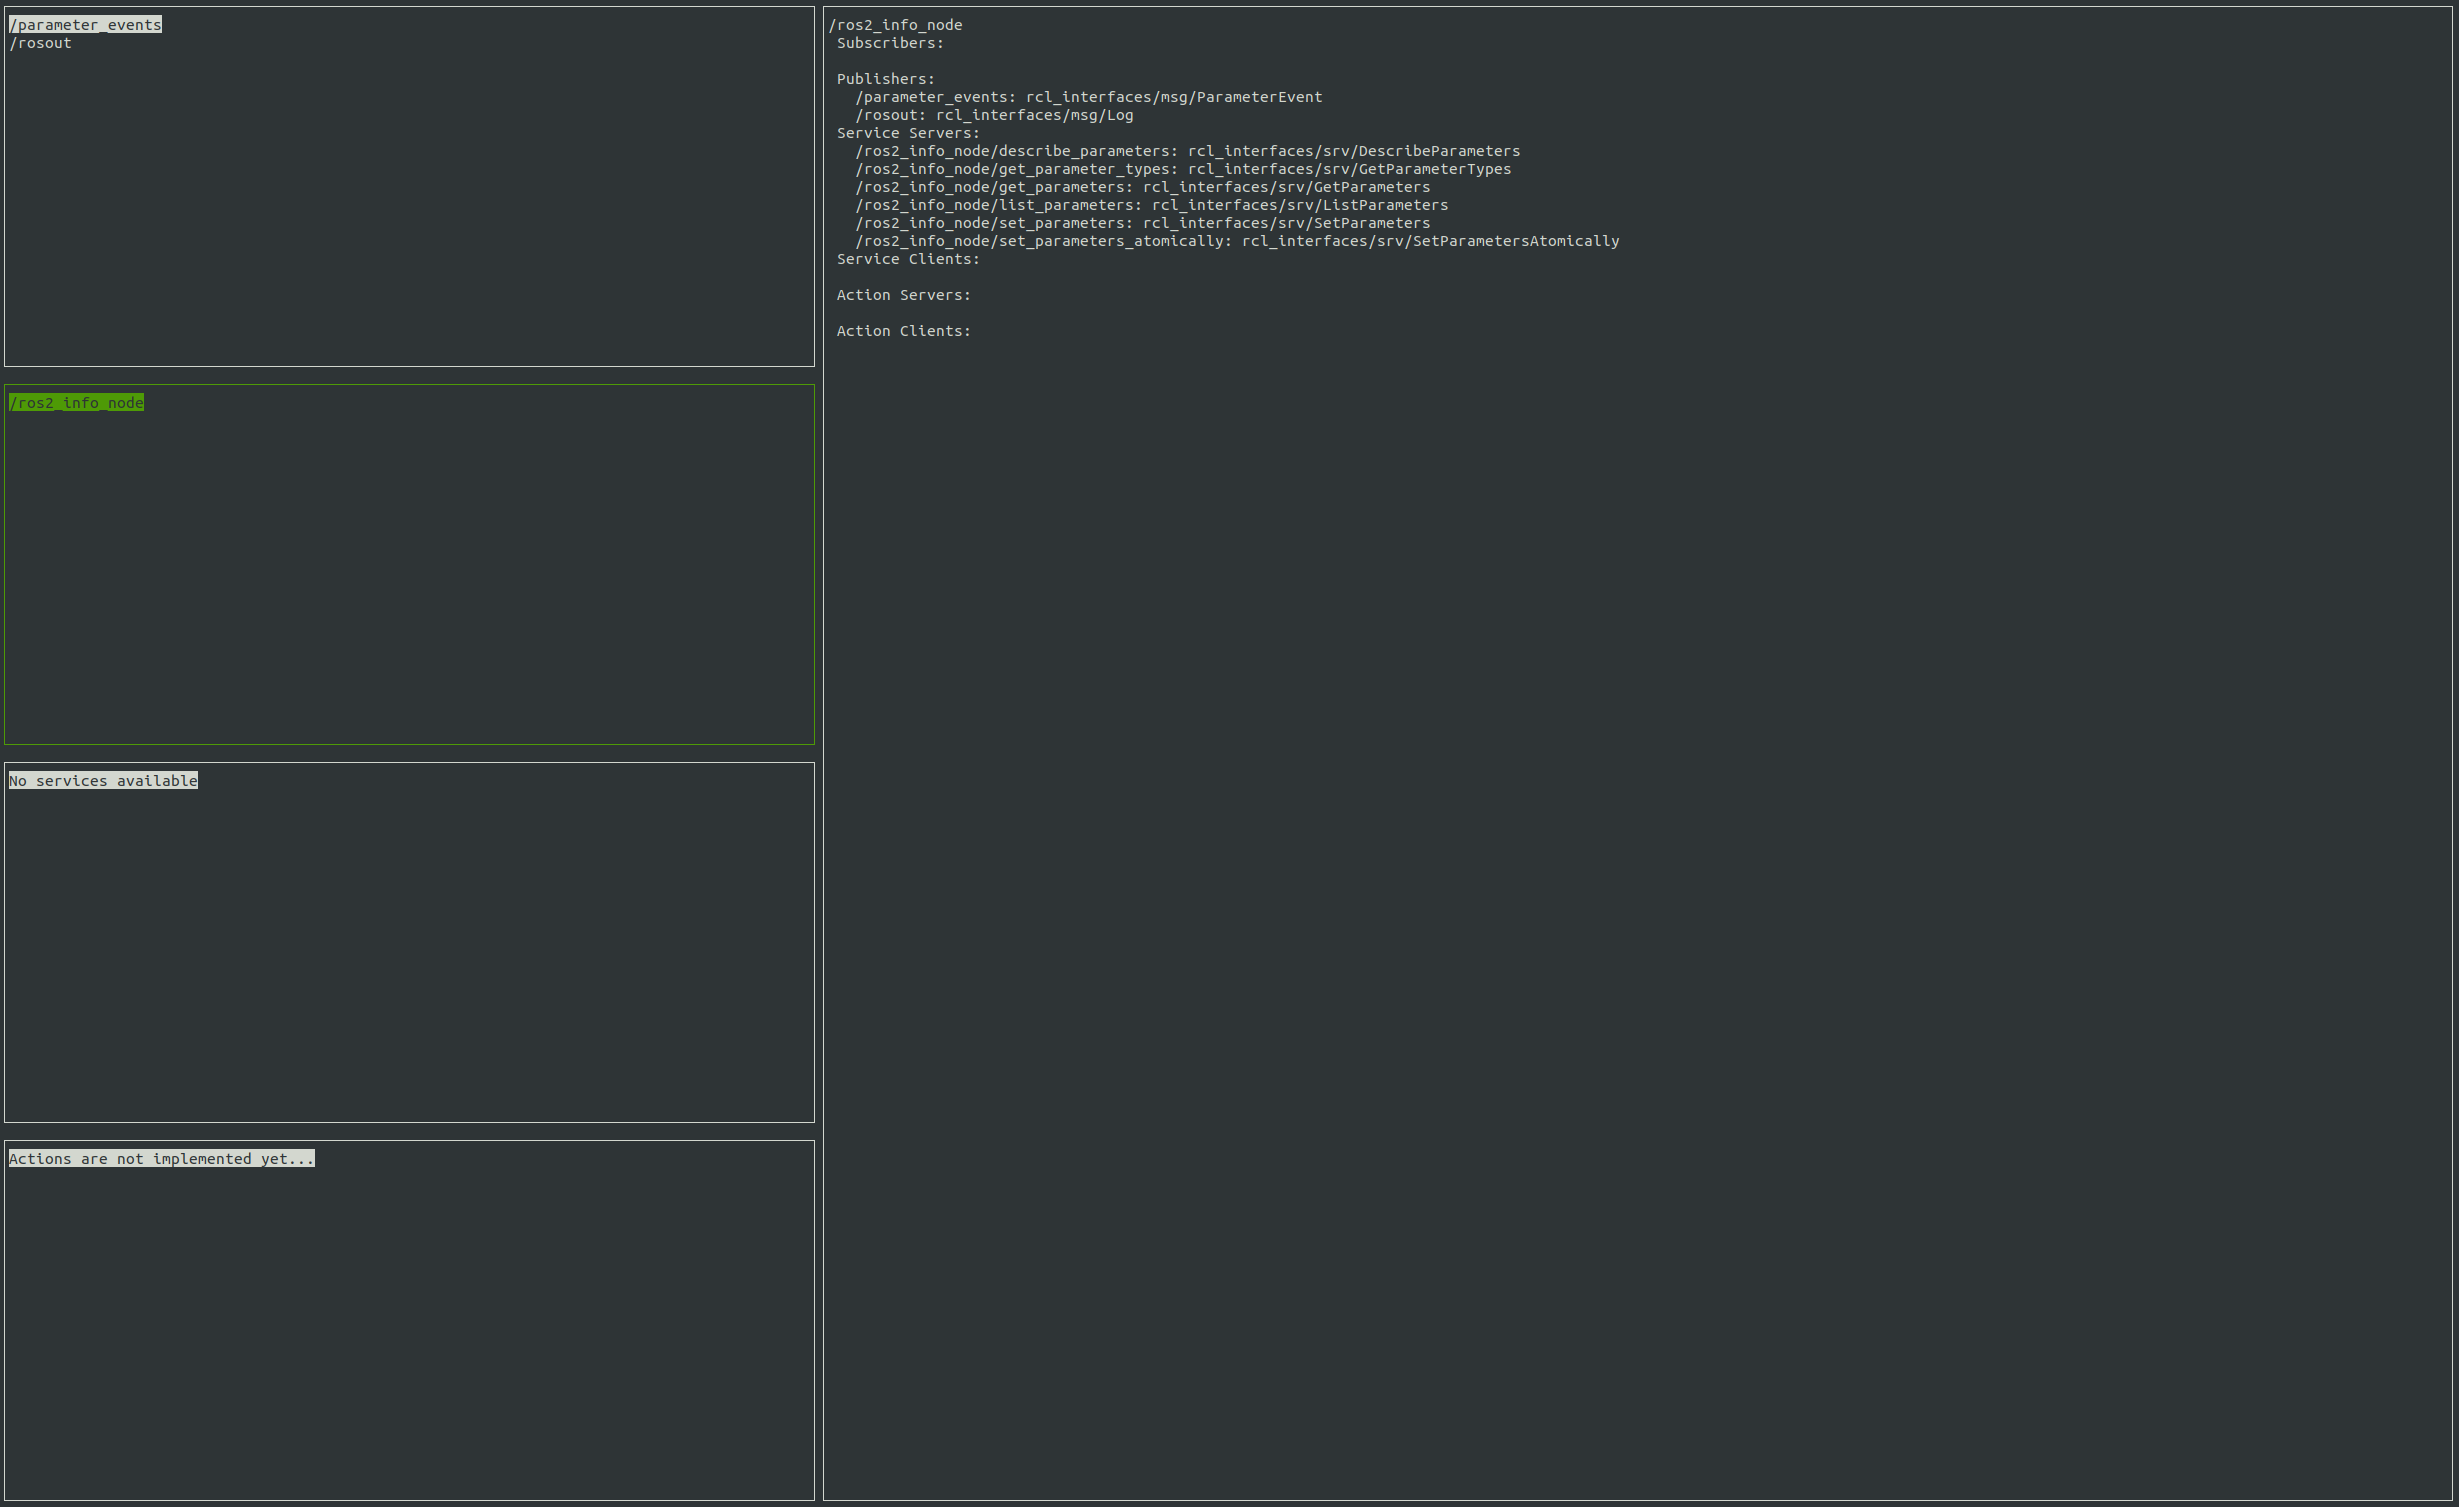 /parameter_events
/rosout
/ros2_info_node
No services available
Actions are not implemented yet...
/ros2_info_node
Subscribers:
Publishers:
/parameter_events: rcl_interfaces/msg/ParameterEvent
/rosout: rcl_interfaces/msg/Log
Service Servers:
/ros2_info_node/describe_parameters: rcl_interfaces/srv/DescribeParameters
/ros2_info_node/get_parameter_types: rcl_interfaces/srv/GetParameterTypes
/ros2_info_node/get_parameters: rcl_interfaces/srv/GetParameters
/ros2_info_node/list_parameters: rcl_interfaces/srv/ListParameters
/ros2_info_node/set_parameters: rcl_interfaces/srv/SetParameters
/ros2_info_node/set_parameters_atomically: rcl_interfaces/srv/SetParametersAtomically
Service Clients:
Action Servers:
Action Clients: